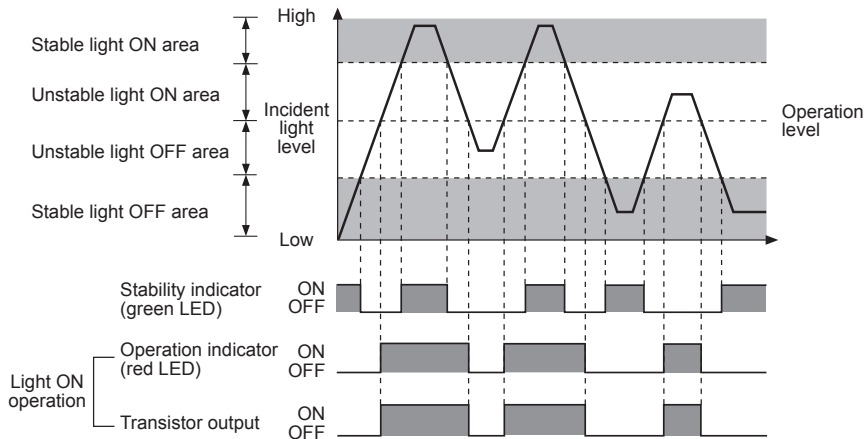 High
Stable light ON area
Unstable light ON area
Incident
light
level
Operation
level
Unstable light OFF area
Stable light OFF area
Low
Stability indicator
(green LED)
ON
OFF
Light ON
operation
Operation indicator
(red LED)
ON
OFF
Transistor output
ON
OFF